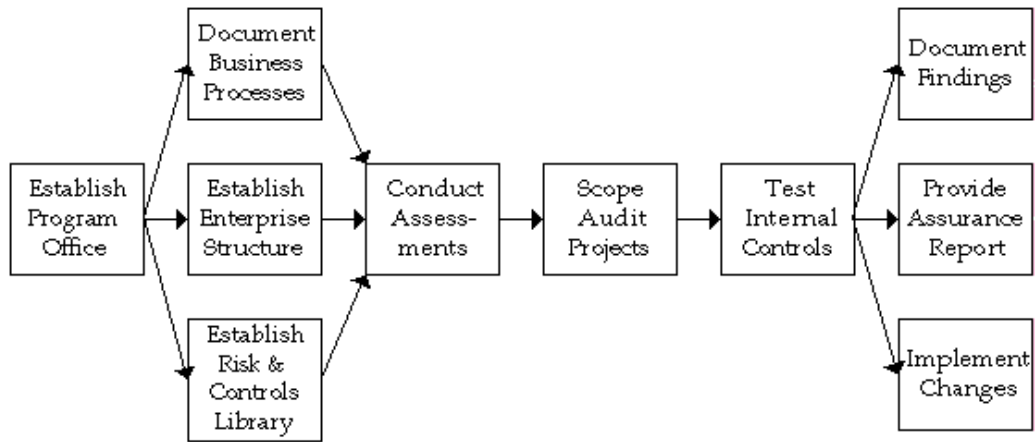 Document
Business
Processes
Document
Findings
Establish
Program
Office
Establish
Enterprise
Structure
Conduct
Assess-
ments
Scope
Audit
Projects
Test
Internal
Controls
Provide
Assurance
Report
Establish
Risk &
Controls
Library
Implement
Changes